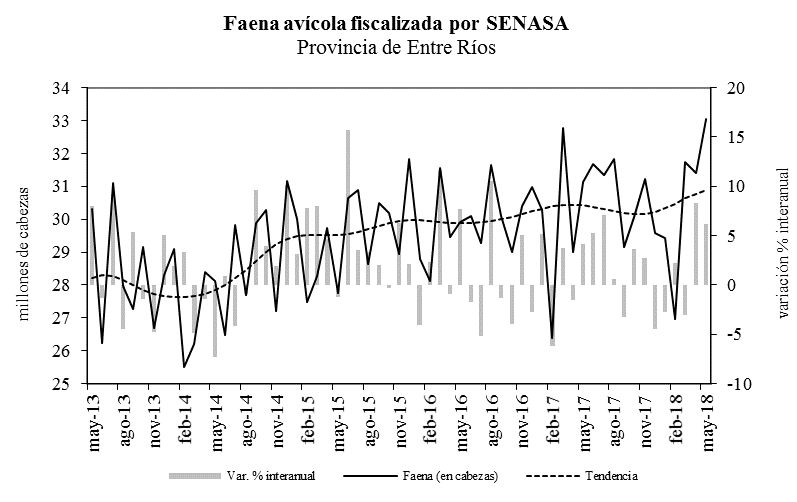 Faena avícola fiscalizada por SENASA
Provincia de Entre Ríos
millones de cabezas
34
33
32
31
30
29
28
27
26
25
20
15
10
5
0
-5
-10
variación % interanual
may-13
ago-13
nov-13
feb-14
may-14
ago-14
nov-14
feb-15
may-15
ago-15
nov-15
feb-16
may-16
ago-16
nov-16
feb-17
may-17
ago-17
nov-17
feb-18
may-18
Var. % interanual Faena (en cabezas) Tendencia